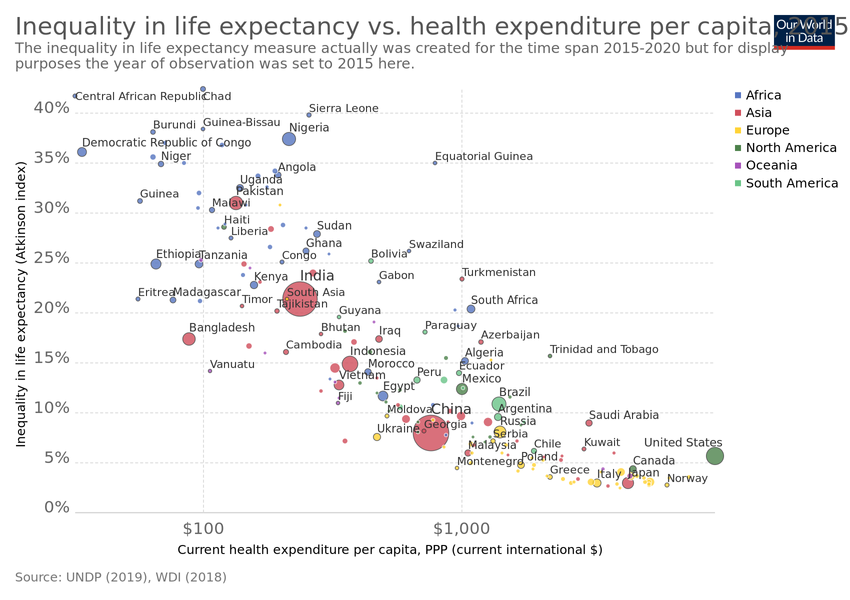 Inequality in life expectancy vs. health expenditure per capita, 2015
Our World
in Data
The inequality in life expectancy measure actually was created for the time span 2015-2020 but for display
purposes the year of observation was set to 2015 here.
Africa
Asia
Europe
North America
Oceania
South America
Inequality in life expectancy (Atkinson index)
40%
35%
30%
25%
20%
15%
10%
5%
0%
Central African Republic
Chad
Sierra Leone
Burundi
Guinea-Bissau
Nigeria
Democratic Republic of Congo
Niger
Equatorial Guinea
Angola
Uganda
Pakistan
Guinea
Malawi
Haiti
Liberia
Sudan
Ghana
Swaziland
Ethiopia
Tanzania
Congo
Bolivia
Kenya
India
Gabon
Turkmenistan
Eritrea
Madagascar
Timor
South Asia
Tajikistan
South Africa
Guyana
Bangladesh
Bhutan
Iraq
Paraguay
Azerbaijan
Cambodia
Indonesia
Algeria
Trinidad and Tobago
Vanuatu
Morocco
Ecuador
Vietnam
Peru
Mexico
Fiji
Egypt
Brazil
Moldova
China
Argentina
Saudi Arabia
Ukraine
Georgia
Russia
Serbia
Malaysia
Chile
Kuwait
United States
Montenegro
Poland
Greece
Italy
Canada
Japan
Norway
$100
$1,000
Current health expenditure per capita, PPP (current international $)
Source: UNDP (2019), WDI (2018)